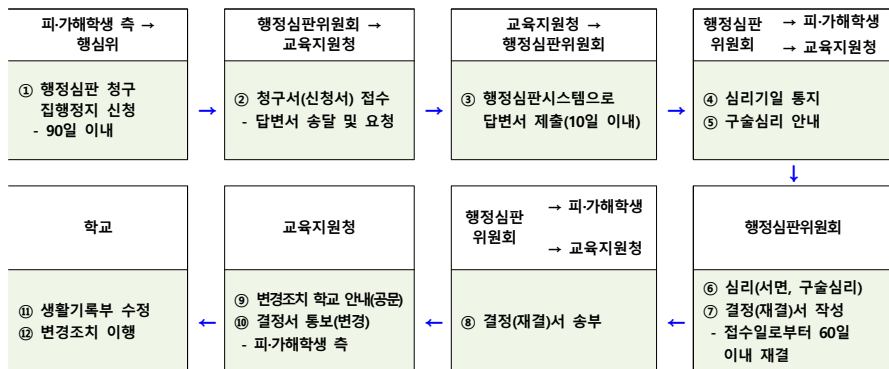 피·가해학생 측 →
행심위
① 행정심판 청구
집행정지 신청
- 90일 이내
→
행정심판위원회 →
교육지원청
② 청구서(신청서) 접수
- 답변서 송달 및 요청
→
교육지원청 →
행정심판위원회
③ 행정심판시스템으로
답변서 제출(10일 이내)
→
행정심판
위원회
→ 피·가해학생
→ 교육지원청
④ 심리기일 통지
⑤ 구술심리 안내
↓
행정심판위원회
⑥ 심리(서면, 구술심리)
⑦ 결정(재결)서 작성
- 접수일로부터 60일
이내 재결
←
행정심판
위원회
→ 피·가해학생
→ 교육지원청
⑧ 결정(재결)서 송부
←
교육지원청
⑨ 변경조치 학교 안내(공문)
⑩ 결정서 통보(변경)
- 피·가해학생 측
←
학교
⑪ 생활기록부 수정
⑫ 변경조치 이행